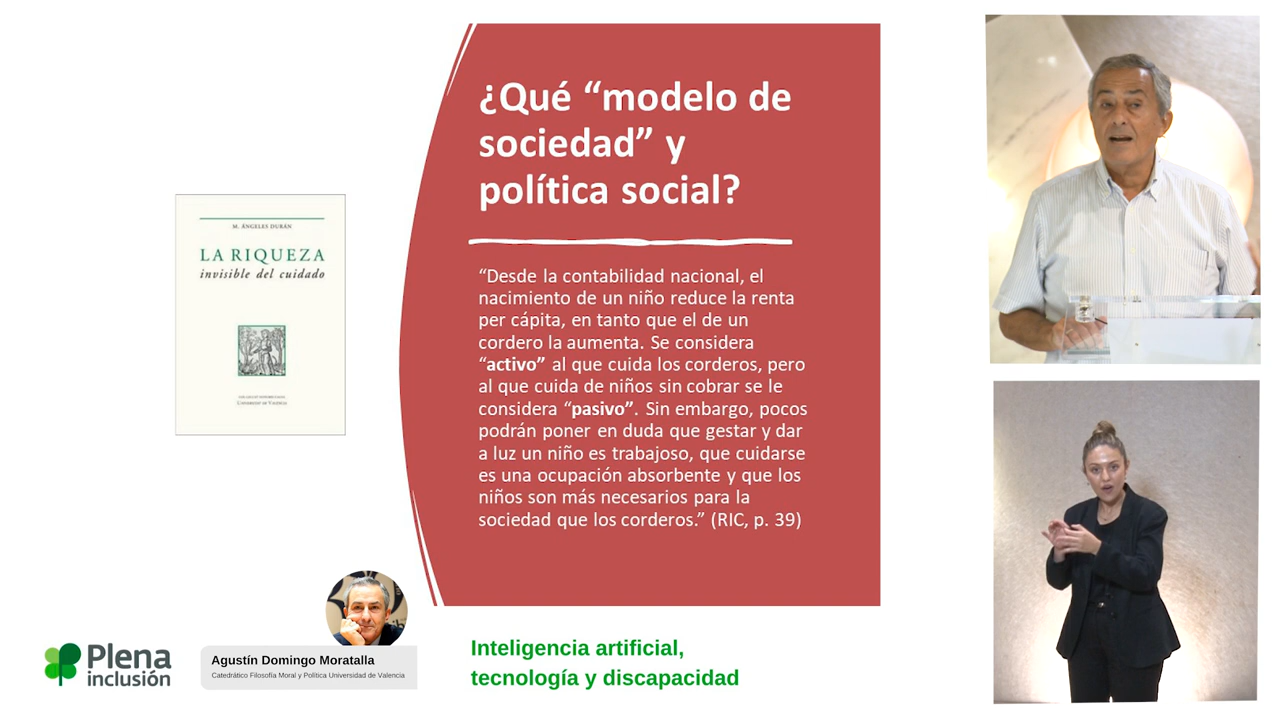 ¿Qué “modelo de
sociedad” y
política social?
“Desde la contabilidad nacional, el
nacimiento de un niño reduce la renta
per cápita, en tanto que el de un
cordero la aumenta. Se considera
“activo” al que cuida los corderos, pero
al que cuida de niños sin cobrar se le
considera “pasivo”. Sin embargo, pocos
podrán poner en duda que gestar y dar
a luz un niño es trabajoso, que cuidarse
es una ocupación absorbente y que los
niños son más necesarios para la
sociedad que los corderos.” (RIC, p. 39)
M. ÁNGELES DURÁN
LA RIQUEZA
invisible del cuidado
Plena
inclusión
Agustín Domingo Moratalla
Catedrático Filosofía Moral y Política Universidad de Valencia
Inteligencia artificial,
tecnología y discapacidad